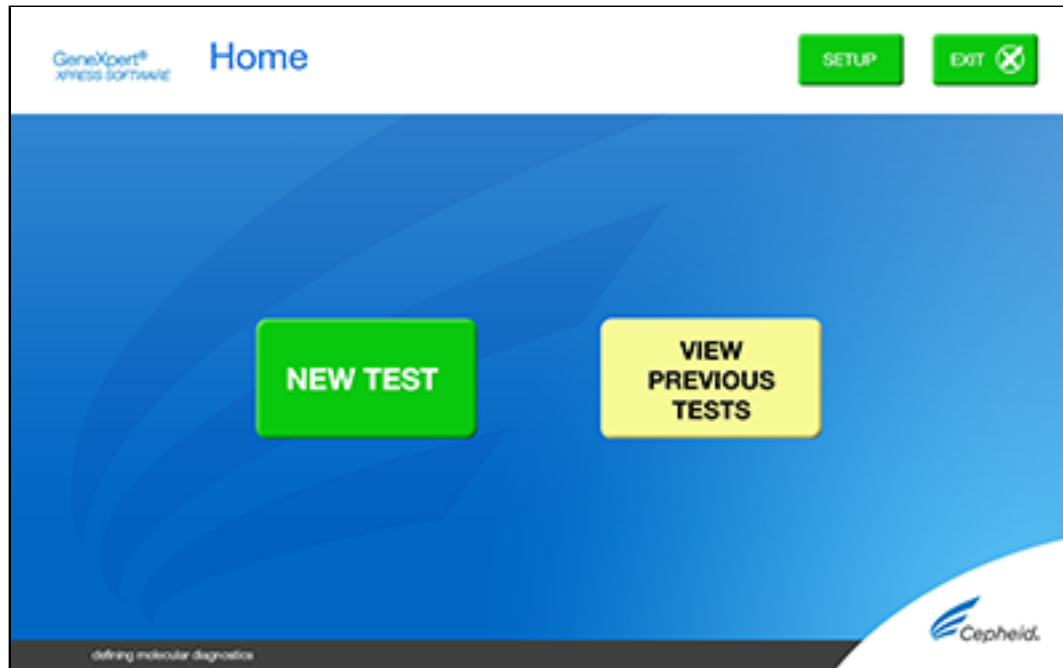 GeneXpert®
XPRESS SOFTWARE
Home
SETUP
EXIT
NEW TEST
VIEW
PREVIOUS
TESTS
Cepheid.
defining molecular diagnostics